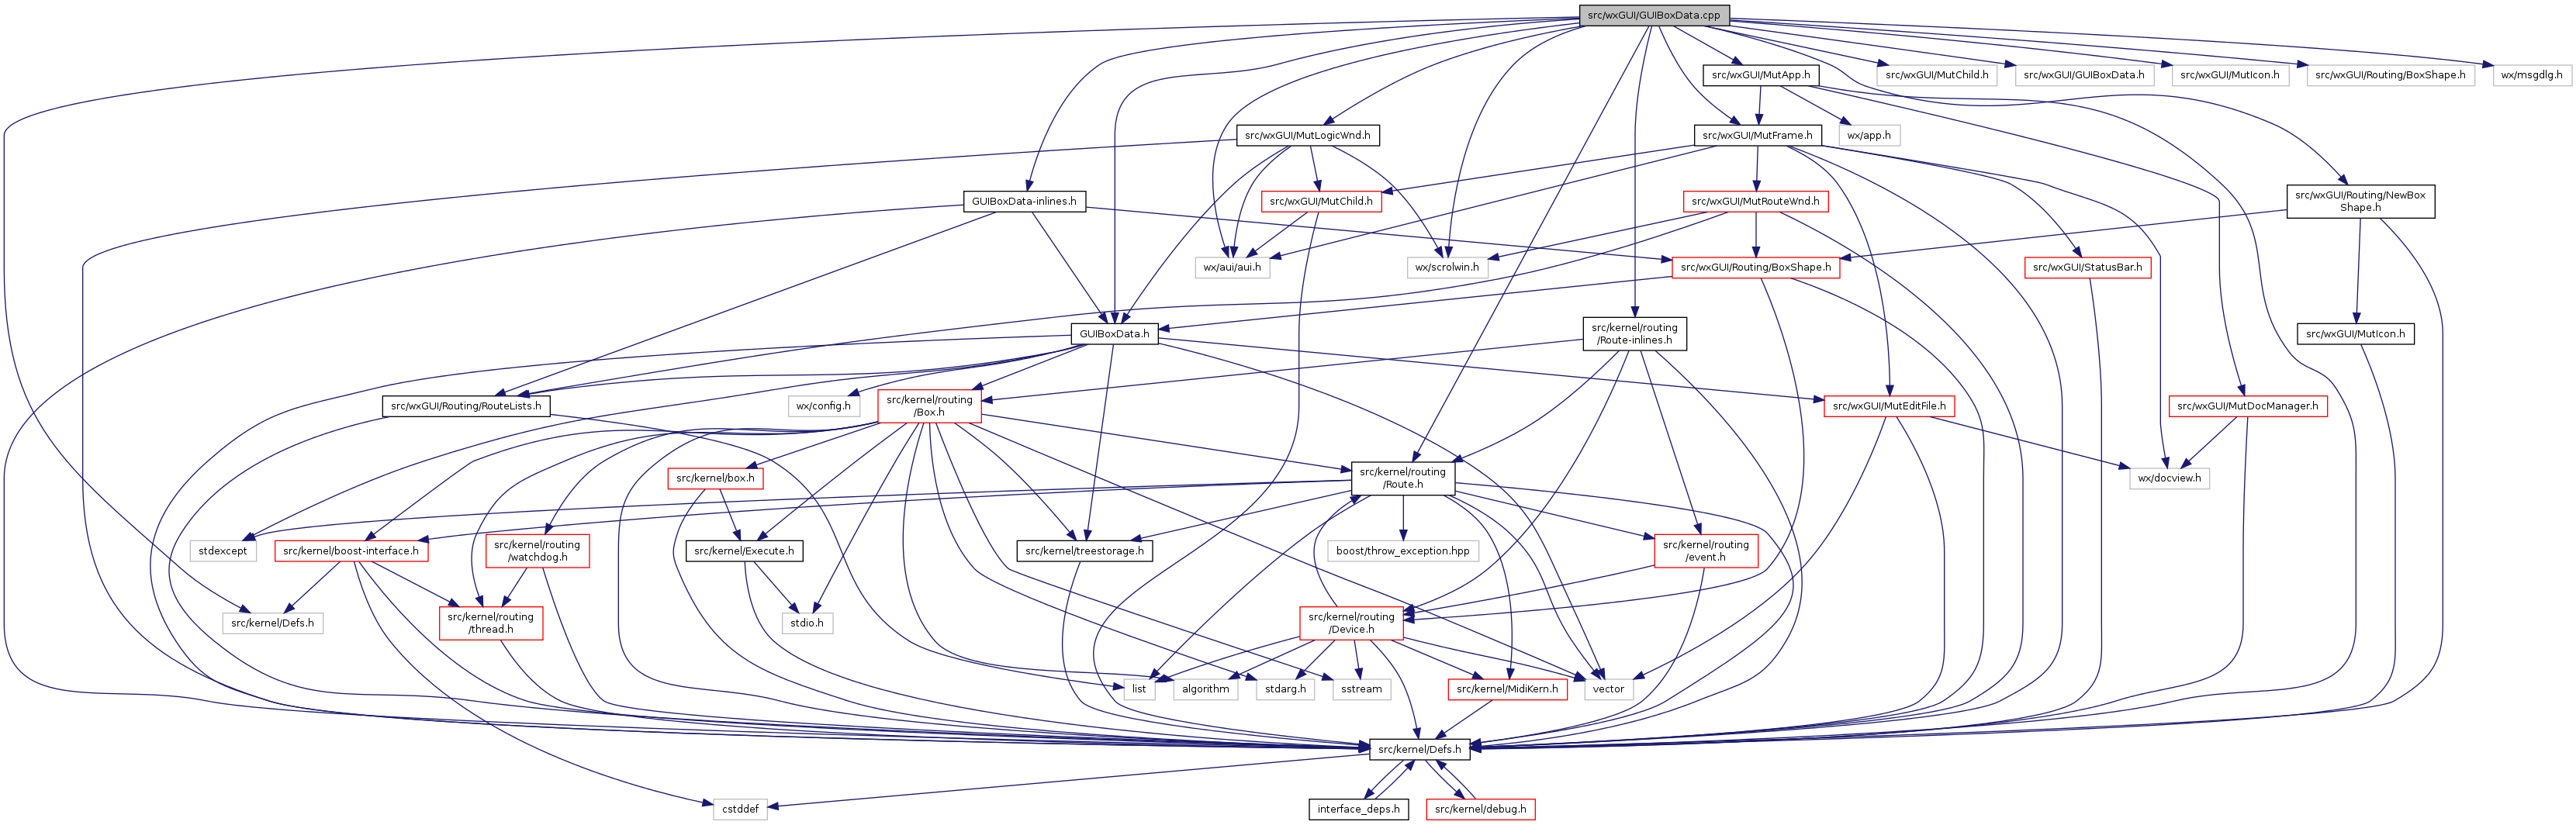 src/wxGUI/GUIBoxData.cpp
src/wxGUI/MutApp.h
src/wxGUI/MutChild.h
src/wxGUI/GUIBoxData.h
src/wxGUI/MutIcon.h
src/wxGUI/Routing/BoxShape.h
wx/msgdlg.h
src/wxGUI/MutLogicWnd.h
src/wxGUI/MutFrame.h
wx/app.h
GUIBoxData-inlines.h
src/wxGUI/MutChild.h
src/wxGUI/MutRouteWnd.h
src/wxGUI/Routing/NewBox
Shape.h
wx/aui/aui.h
wx/scrolwin.h
src/wxGUI/Routing/BoxShape.h
src/wxGUI/StatusBar.h
GUIBoxData.h
src/kernel/routing
/Route-inlines.h
src/wxGUI/MutIcon.h
src/wxGUI/Routing/RouteLists.h
wx/config.h
src/kernel/routing
/Box.h
src/wxGUI/MutEditFile.h
src/wxGUI/MutDocManager.h
src/kernel/box.h
src/kernel/routing
/Route.h
wx/docview.h
stdexcept
src/kernel/boost-interface.h
src/kernel/routing
/watchdog.h
src/kernel/Execute.h
src/kernel/treestorage.h
boost/throw_exception.hpp
src/kernel/routing
/event.h
src/kernel/Defs.h
src/kernel/routing
/thread.h
stdio.h
src/kernel/routing
/Device.h
list
algorithm
stdarg.h
sstream
src/kernel/MidiKern.h
vector
src/kernel/Defs.h
cstddef
interface_deps.h
src/kernel/debug.h